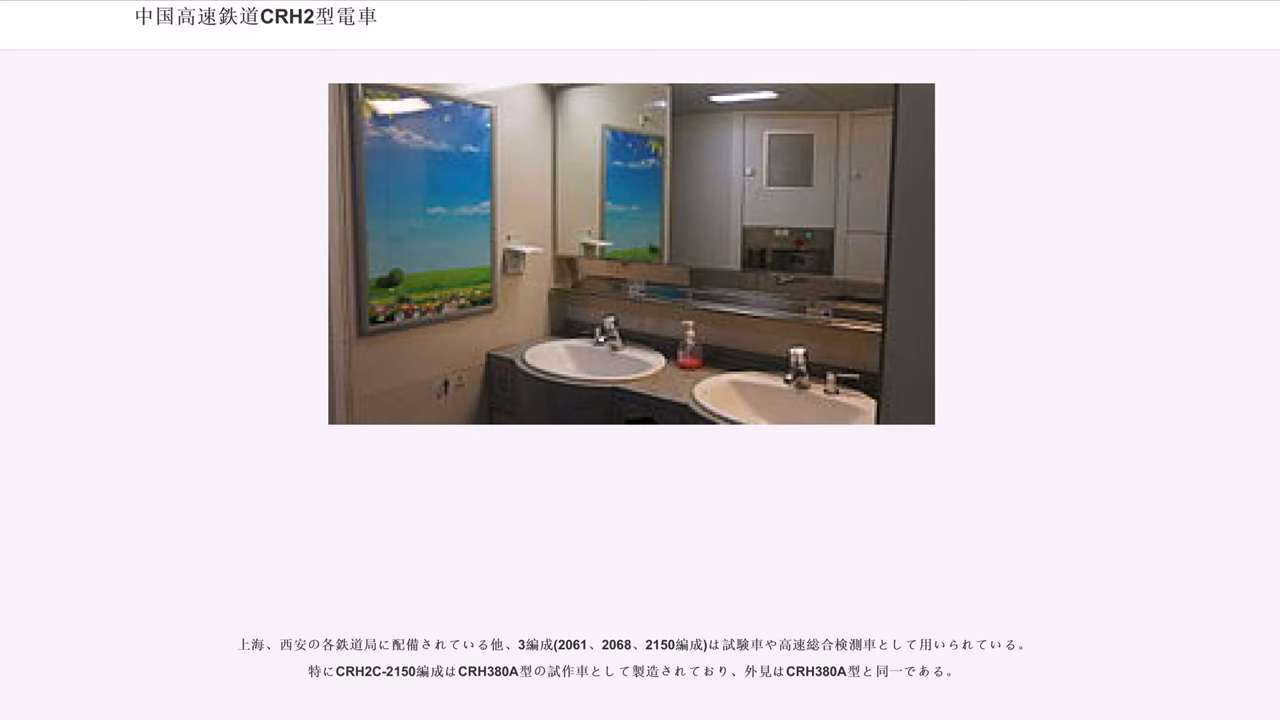 中国高速鉄道CRH2型電車
上海、西安の各鉄道局に配備されている他、3編成(2061、2068、2150編成)は試験車や高速総合検測車として用いられている。
特にCRH2C-2150編成はCRH380A型の試作車として製造されており、外見はCRH380A型と同一である。